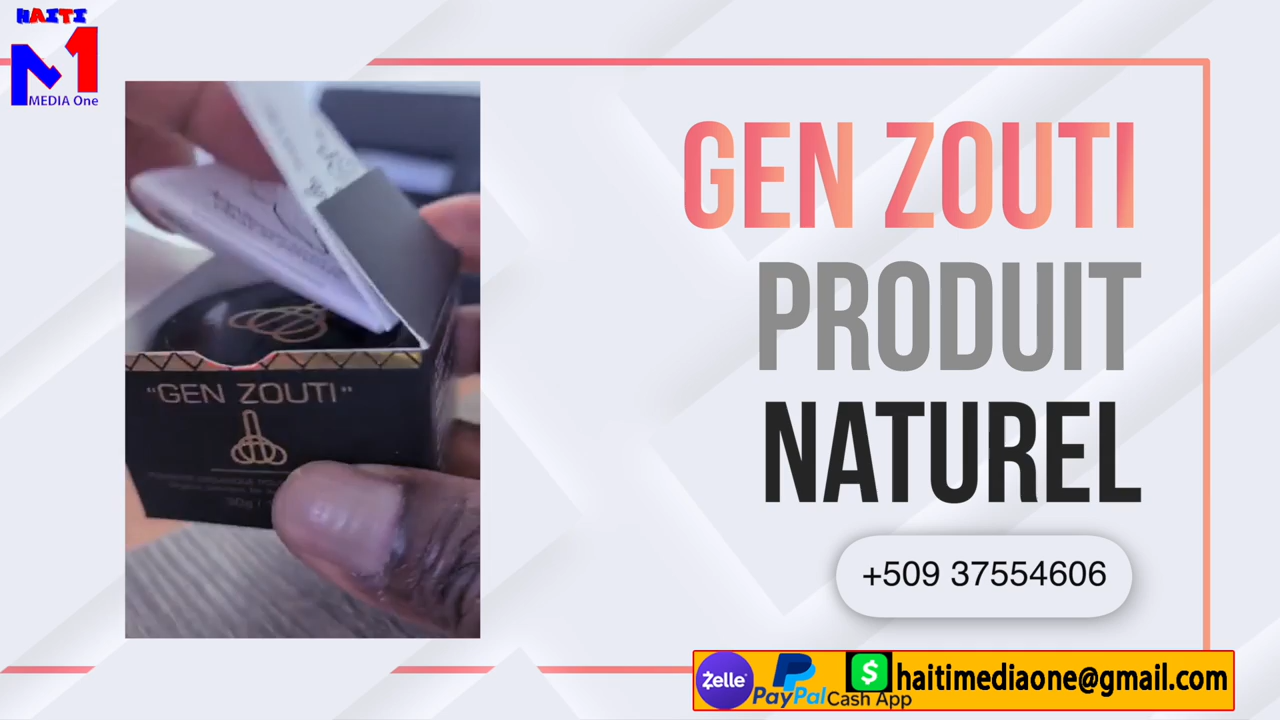 HAITI
M1
MEDIA One
GEN ZOUTI
PRODUIT
NATUREL
"GEN ZOUTI"
+509 37554606
Zelle
PayPal
Cash App
haitimediaone@gmail.com